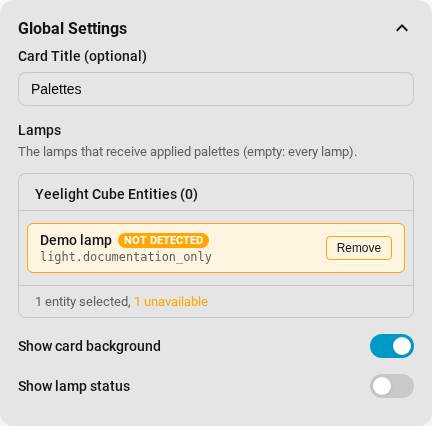 Global Settings
Card Title (optional)
Palettes
Lamps
The lamps that receive applied palettes (empty: every lamp).
Yeelight Cube Entities (0)
Demo lamp NOT DETECTED
light.documentation_only
Remove
1 entity selected, 1 unavailable
Show card background
Show lamp status